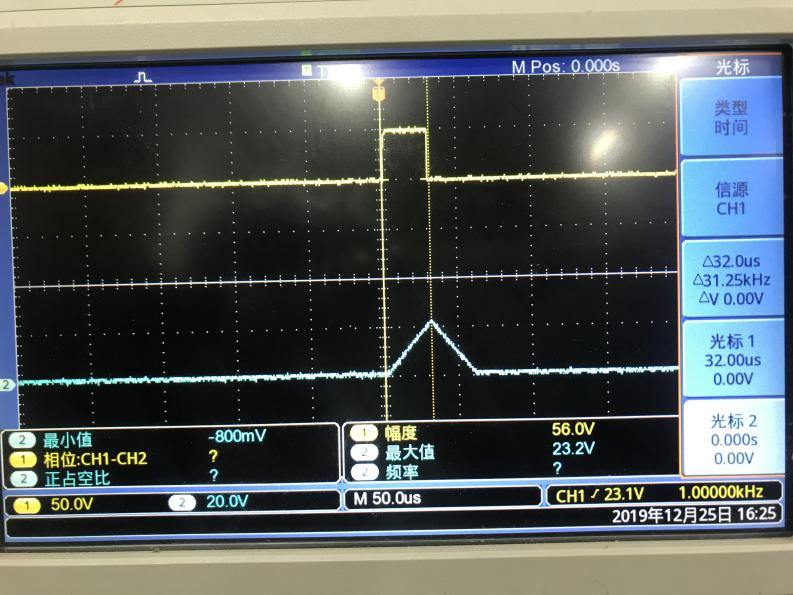 ek
T
M Pos: 0.000s
光标
T
类型
时间
信源
CH1
△32.0us
△31.25kHz
△V 0.00V
光标 1
32.00us
0.00V
光标 2
0.000s
0.00V
2
2 最小值 -800mV
1 相位:CH1-CH2 ?
2 正占空比 ?
1 幅度 56.0V
2 最大值 23.2V
2 频率 ?
1 50.0V 2 20.0V M 50.0us CH1 23.1V 1.00000kHz
2019年12月25日 16:25